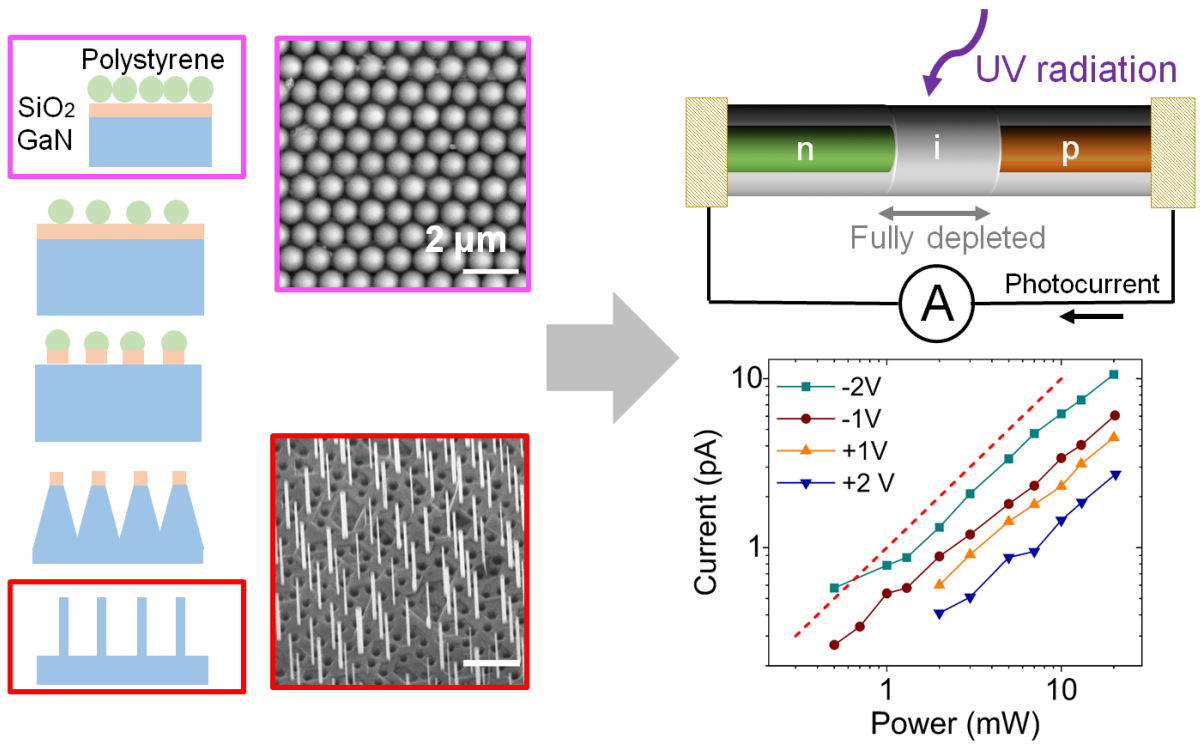 Polystyrene
SiO₂
GaN
2 μm
UV radiation
n
i
p
Fully depleted
A
Photocurrent
10
1
Current (pA)
-2V
-1V
+1V
+2 V
1
10
Power (mW)